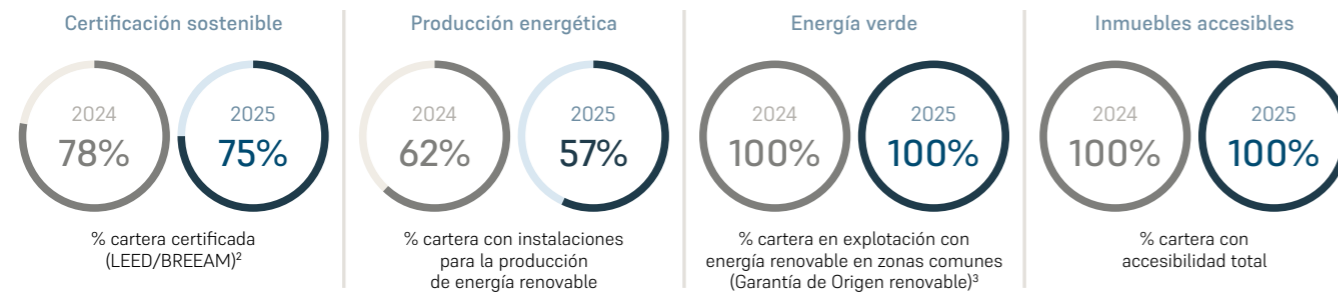 Certificación sostenible
2024
78%
2025
75%
% cartera certificada
(LEED/BREEAM)²
Producción energética
2024
62%
2025
57%
% cartera con instalaciones
para la producción
de energía renovable
Energía verde
2024
100%
2025
100%
% cartera en explotación con
energía renovable en zonas comunes
(Garantía de Origen renovable)³
Inmuebles accesibles
2024
100%
2025
100%
% cartera con
accesibilidad total